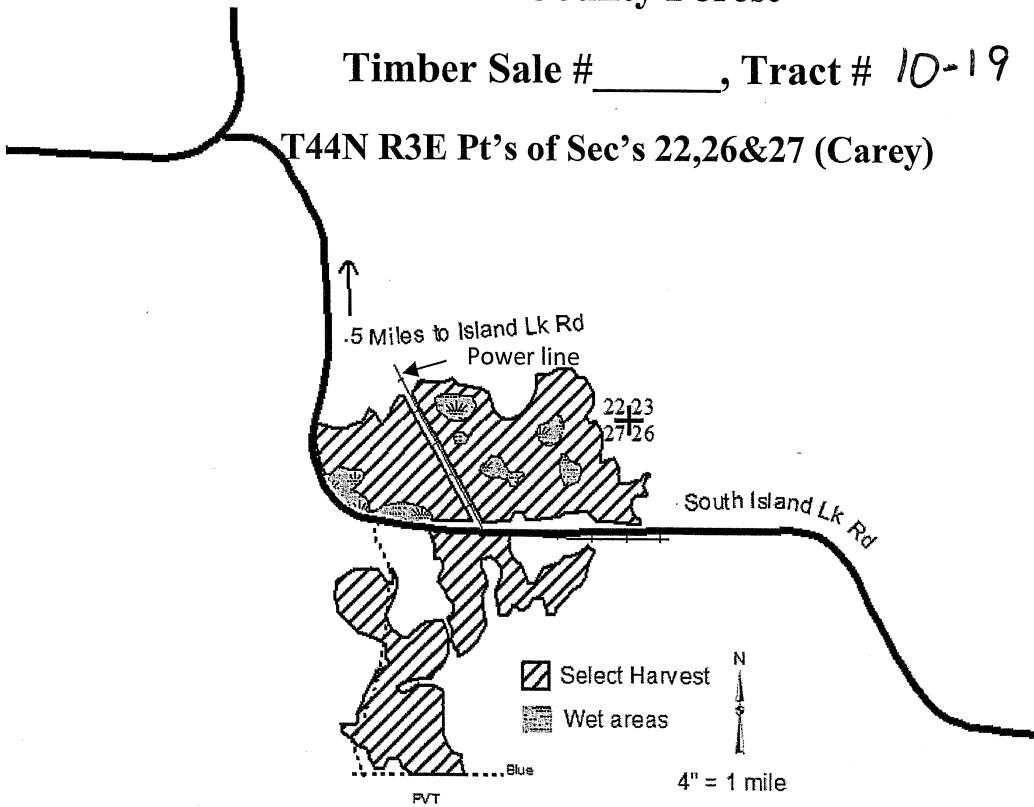 Timber Sale #______, Tract # 10-19
T44N R3E Pt's of Sec's 22,26&27 (Carey)
.5 Miles to Island Lk Rd
Power line
22 23
27 26
South Island Lk Rd
Select Harvest
Wet areas
N
S
4" = 1 mile
Blue
PVT